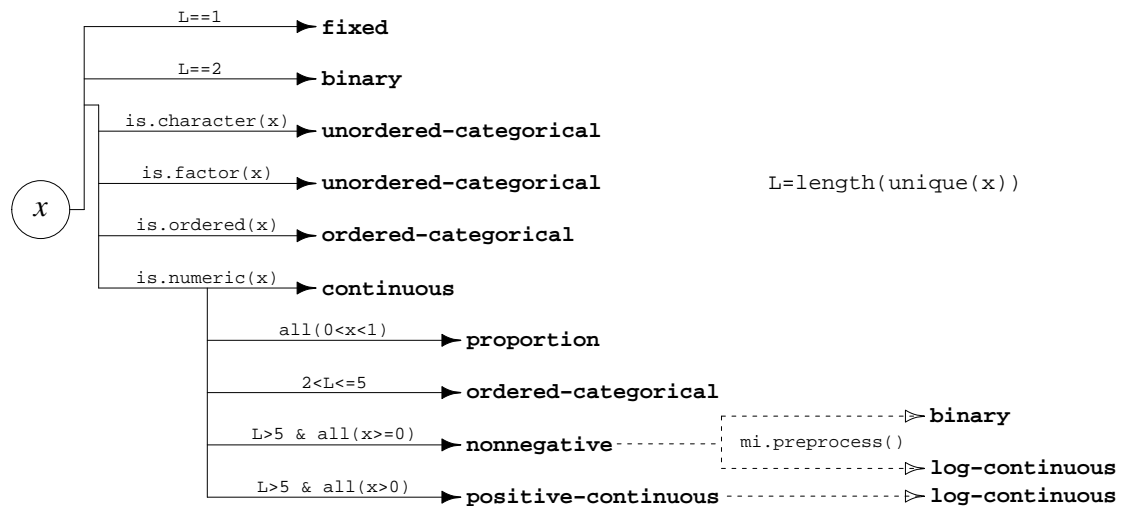 L==1 fixed
L==2 binary
is.character(x) unordered-categorical
is.factor(x) unordered-categorical L=length(unique(x))
x
is.ordered(x) ordered-categorical
is.numeric(x) continuous
all(0<x<1) proportion
2<L<=5 ordered-categorical
binary
L>5 & all(x>=0) nonnegative mi.preprocess()
log-continuous
L>5 & all(x>0) positive-continuous log-continuous